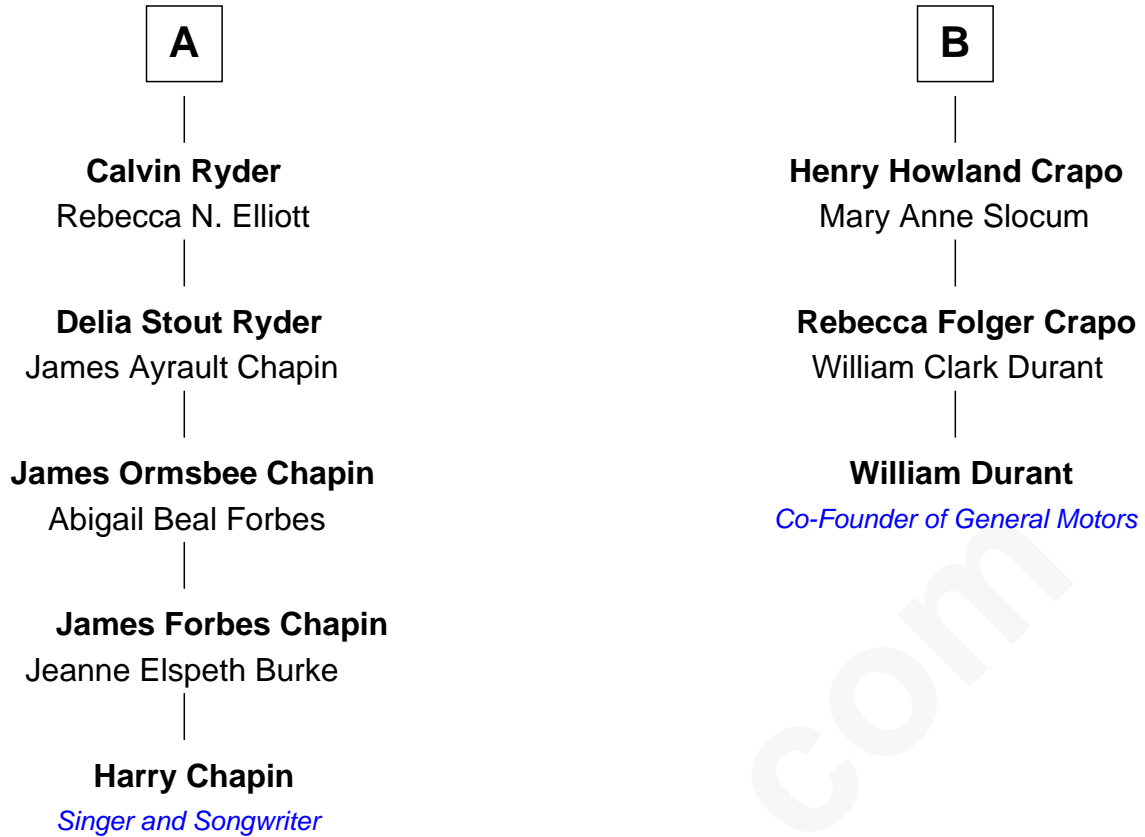 A
Calvin Ryder
Rebecca N. Elliott
Delia Stout Ryder
James Ayrault Chapin
James Ormsbee Chapin
Abigail Beal Forbes
James Forbes Chapin
Jeanne Elspeth Burke
Harry Chapin
Singer and Songwriter
B
Henry Howland Crapo
Mary Anne Slocum
Rebecca Folger Crapo
William Clark Durant
William Durant
Co-Founder of General Motors
com